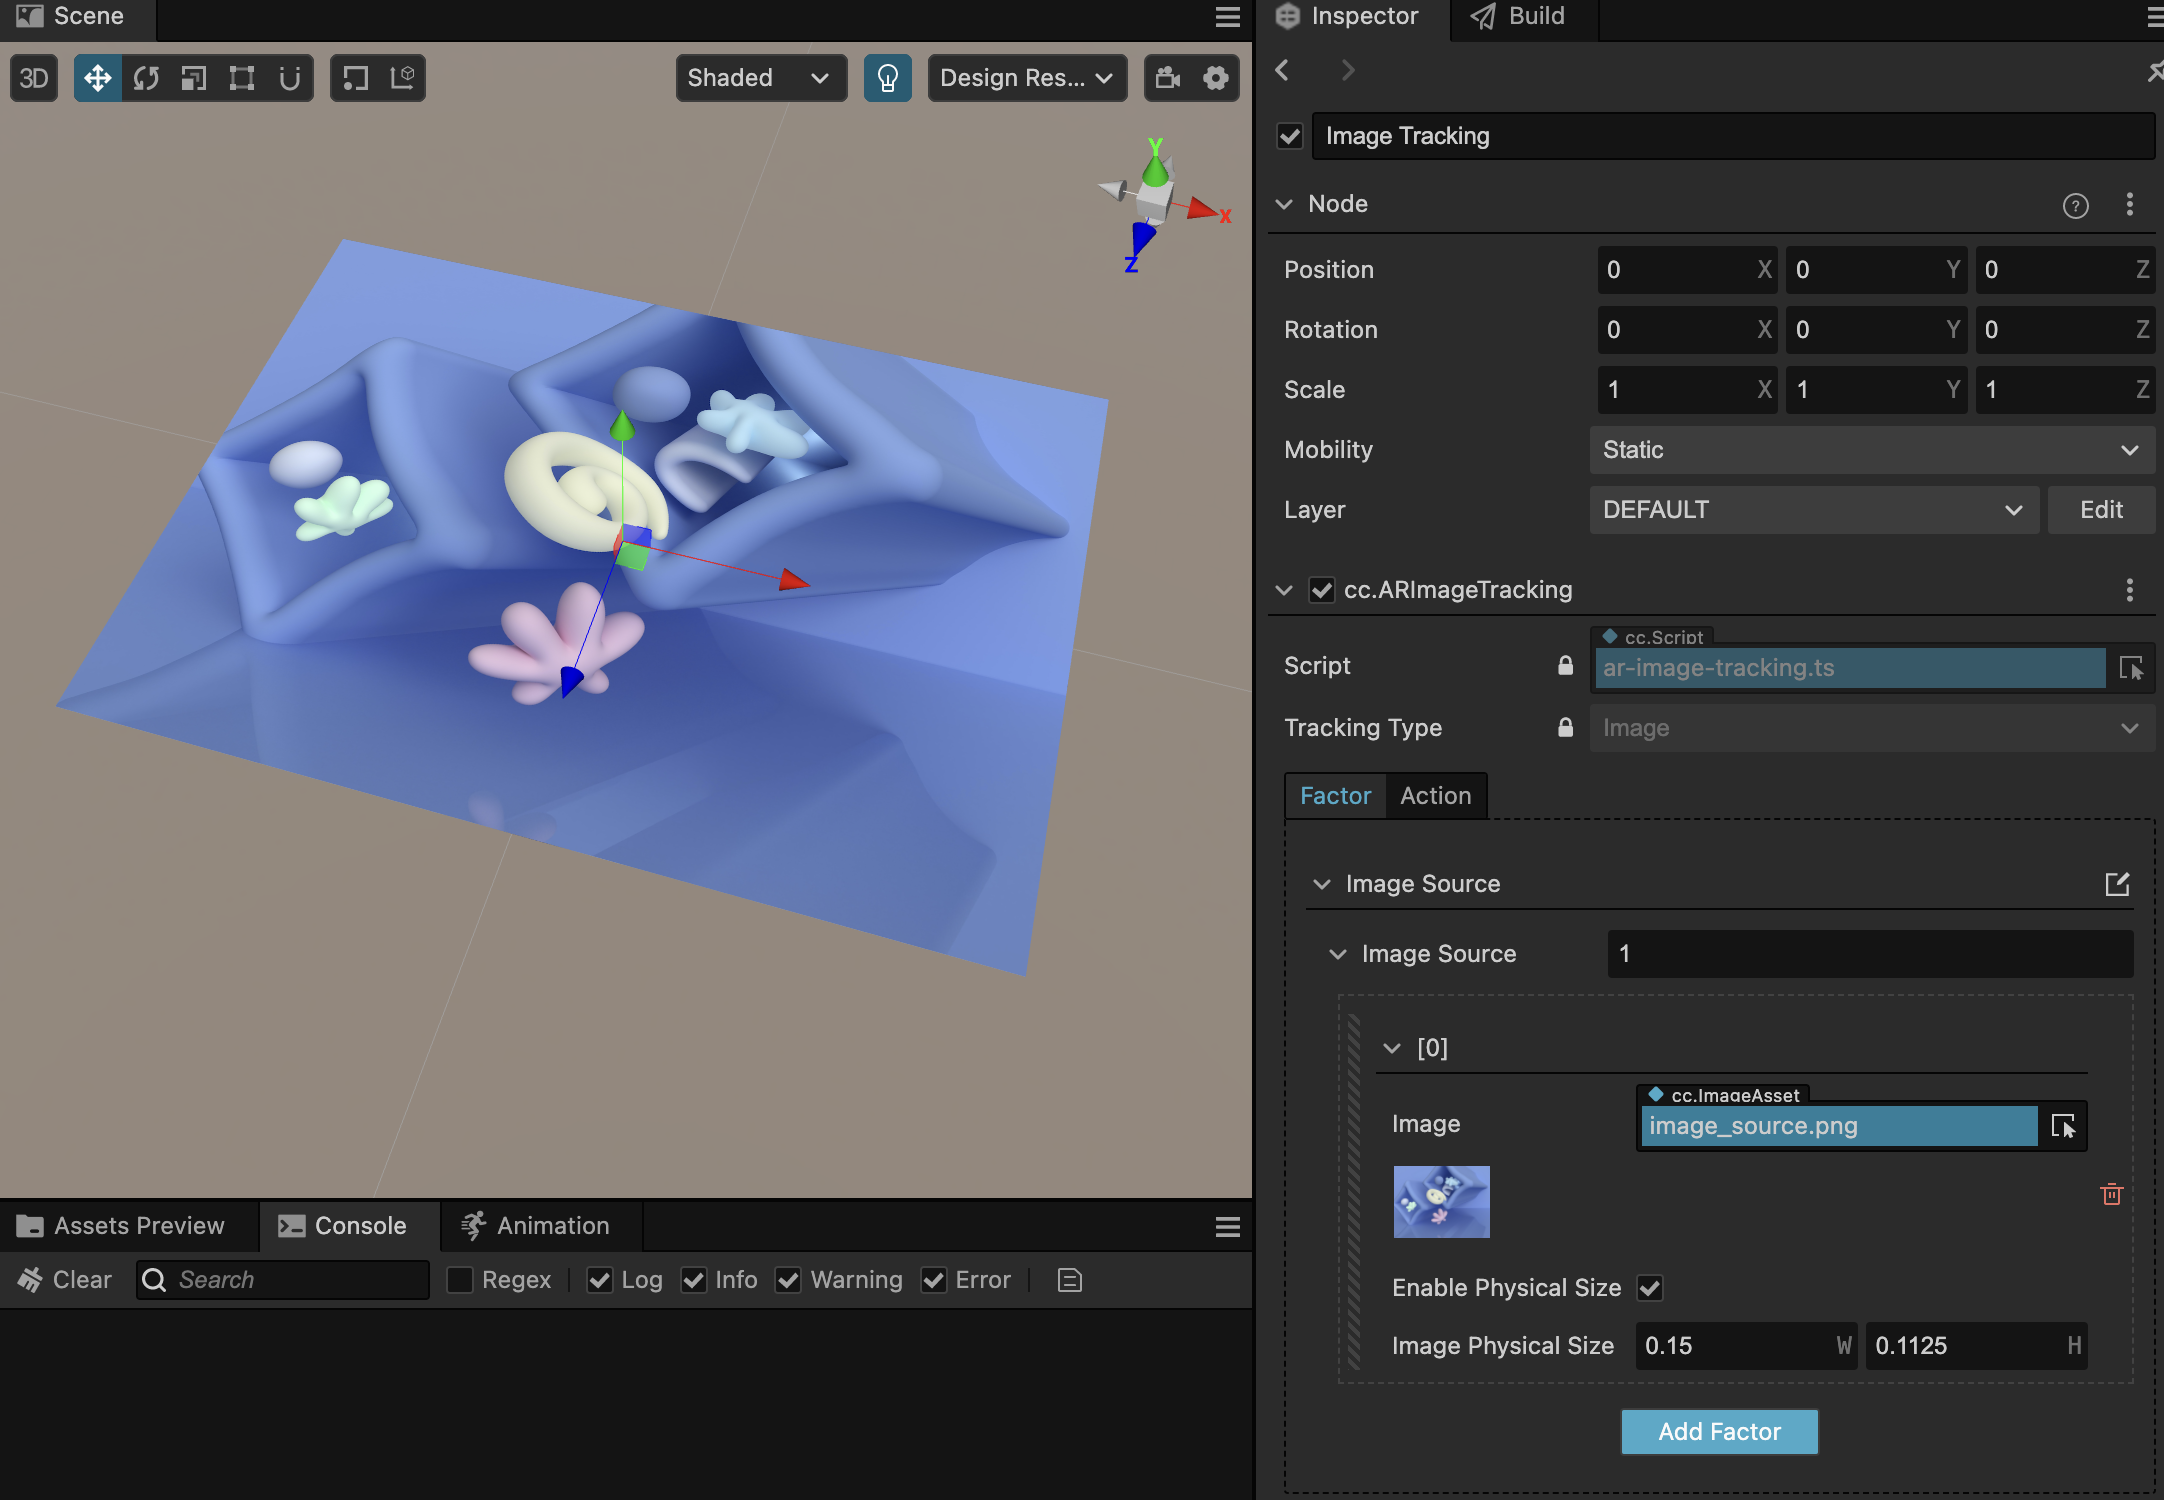 Scene
3D
Shaded
Design Res...
Y
X
Z
Assets Preview
Console
Animation
Clear
Search
Regex
Log
Info
Warning
Error
Inspector
Build
Image Tracking
Node
?
Position
0 X 0 Y 0 Z
Rotation
0 X 0 Y 0 Z
Scale
1 X 1 Y 1 Z
Mobility
Static
Layer
DEFAULT
Edit
cc.ARImageTracking
cc.Script
Script
ar-image-tracking.ts
Tracking Type
Image
Factor
Action
Image Source
Image Source
1
[0]
cc.ImageAsset
Image
image_source.png
Enable Physical Size
Image Physical Size
0.15 W 0.1125 H
Add Factor